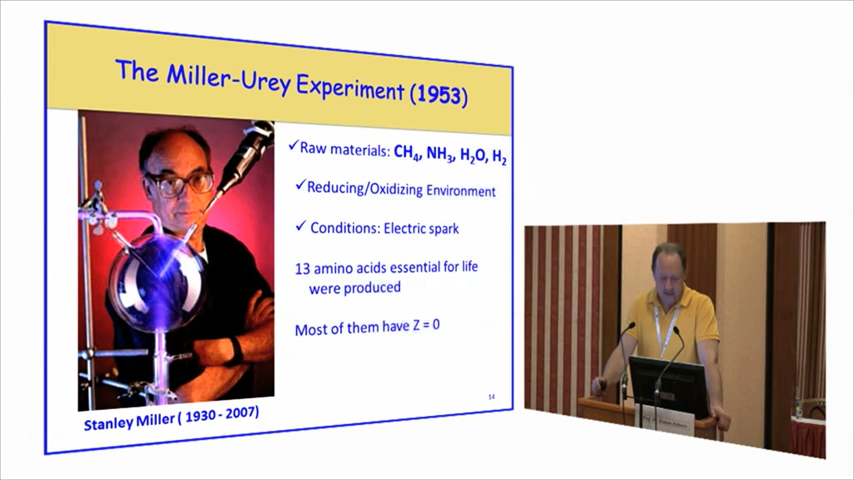 The Miller-Urey Experiment (1953)
✓Raw materials: CH₄, NH₃, H₂O, H₂
✓Reducing/Oxidizing Environment
✓ Conditions: Electric spark
13 amino acids essential for life
were produced
Most of them have Z = 0
14
Stanley Miller ( 1930 - 2007)